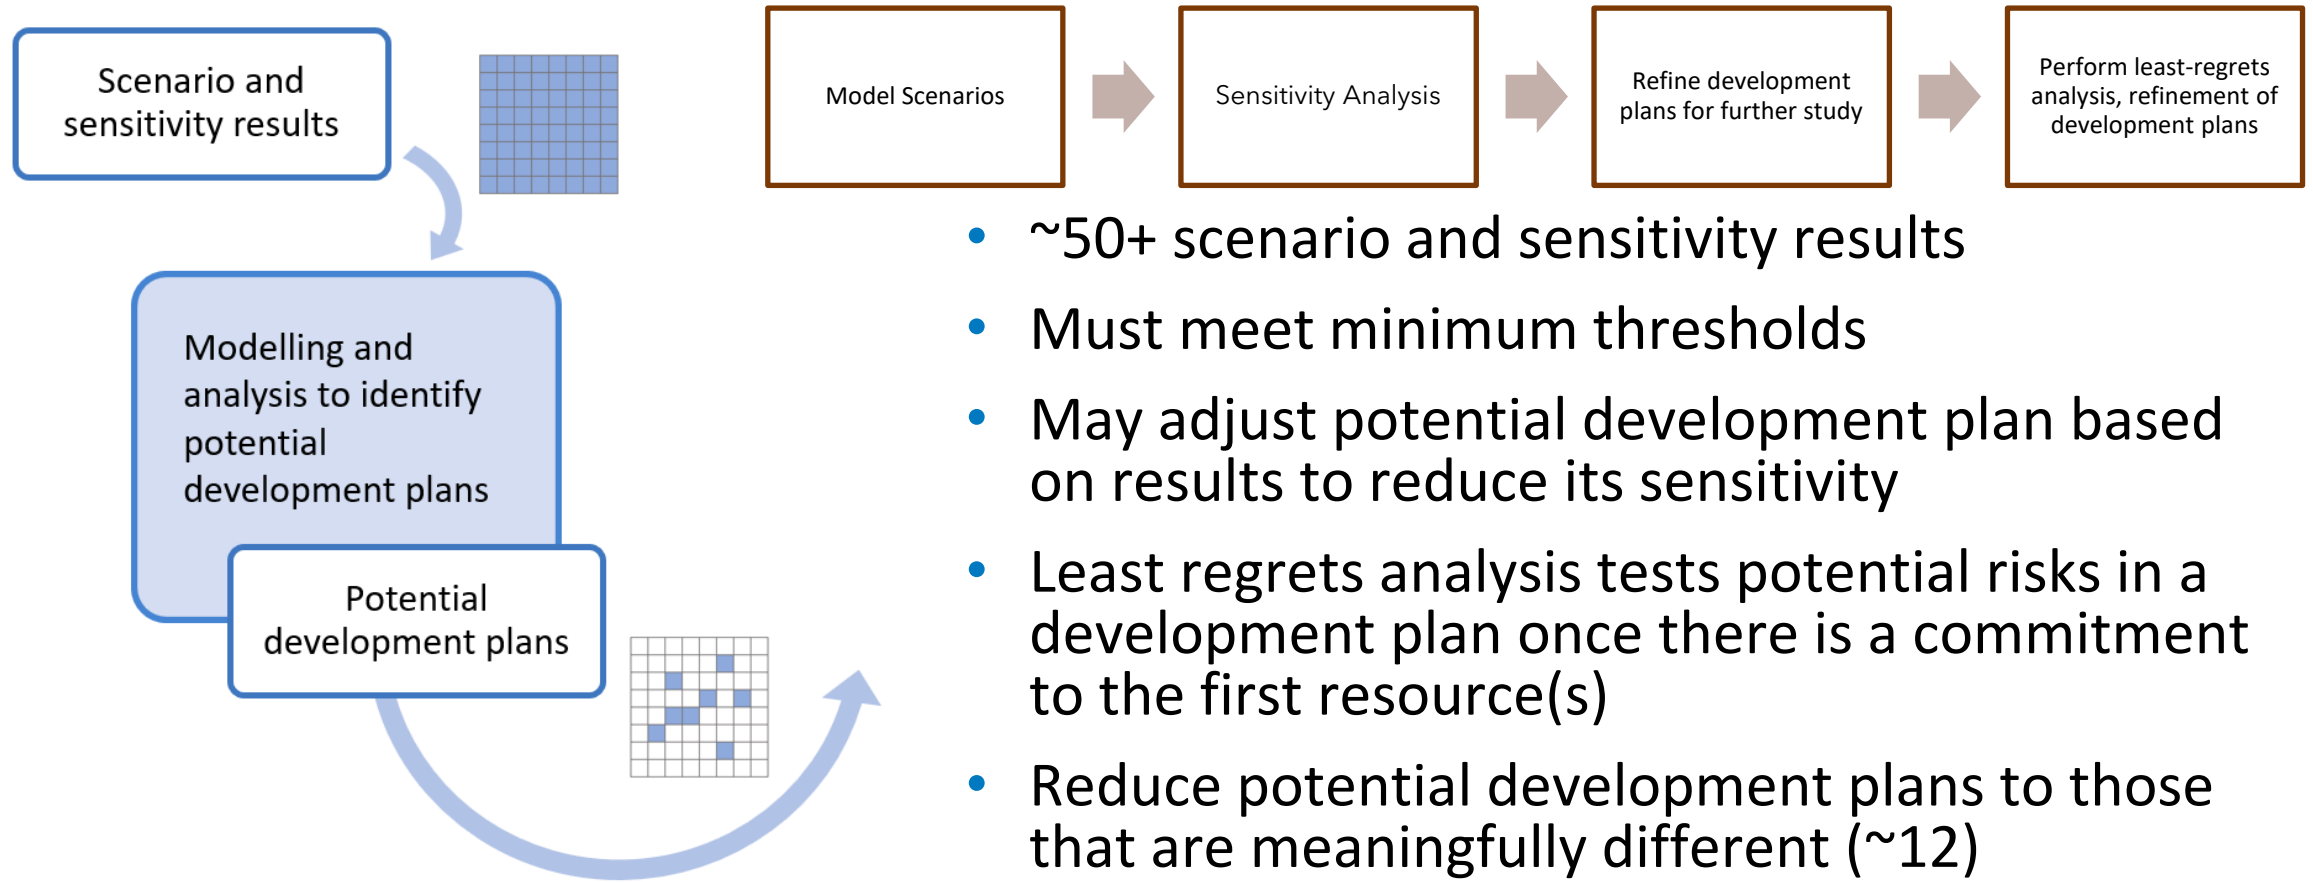 Scenario and
sensitivity results
Modelling and
analysis to identify
potential
development plans
Potential
development plans
Model Scenarios
Sensitivity Analysis
Refine development
plans for further study
Perform least-regrets
analysis, refinement of
development plans
• ~50+ scenario and sensitivity results
• Must meet minimum thresholds
• May adjust potential development plan based
on results to reduce its sensitivity
• Least regrets analysis tests potential risks in a
development plan once there is a commitment
to the first resource(s)
• Reduce potential development plans to those
that are meaningfully different (~12)